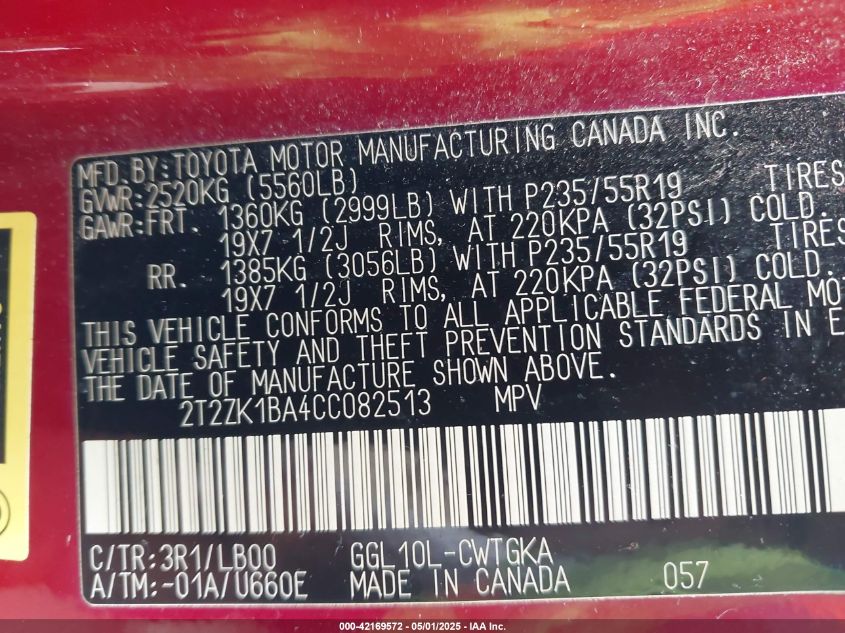 MFD. BY:TOYOTA MOTOR MANUFACTURING CANADA INC.
GVWR:2520KG (5560LB)
GAWR:FRT. 1360KG (2999LB) WITH P235/55R19 TIRES
19X7 1/2J RIMS, AT 220KPA (32PSI) COLD.
RR. 1385KG (3056LB) WITH P235/55R19 TIRES
19X7 1/2J RIMS, AT 220KPA (32PSI) COLD.
THIS VEHICLE CONFORMS TO ALL APPLICABLE FEDERAL MO
VEHICLE SAFETY AND THEFT PREVENTION STANDARDS IN E
THE DATE OF MANUFACTURE SHOWN ABOVE.
2T2ZK1BA4CC082513 MPV
C/TR:3R1/LB00 GGL10L-CWTGKA
A/TM:-01A/U660E MADE IN CANADA 057
000-42169572 - 05/01/2025 - IAA Inc.